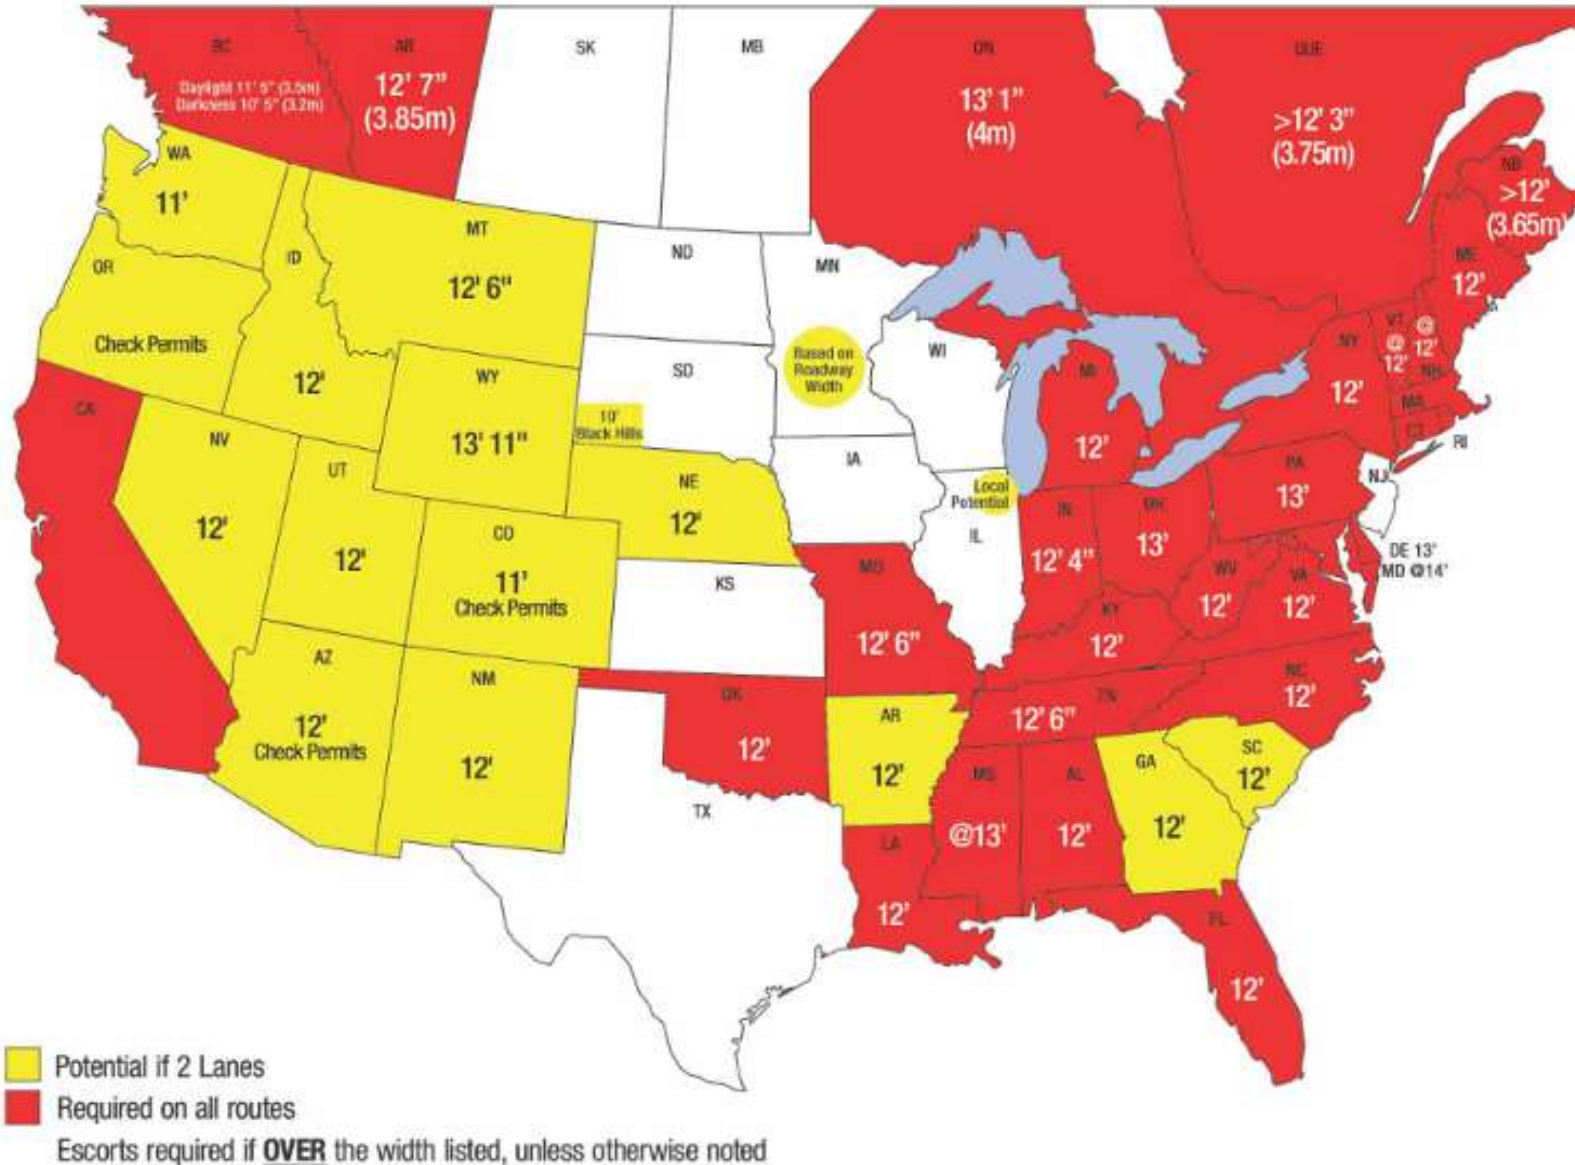 BC
Daylight 11' 5" (3.5m)
Darkness 10' 5" (3.2m)
AB
12' 7"
(3.85m)
SK
MB
ON
13' 1"
(4m)
QUE
>12' 3"
(3.75m)
NB
>12'
(3.65m)
WA
11'
OR
Check Permits
ID
12'
MT
12' 6"
ND
MN
Based on
Roadway
Width
WI
MI
12'
ME
12'
VT
@
12'
@
12'
NH
NY
12'
MA
CT
RI
CA
NV
12'
UT
12'
WY
13' 11"
SD
10'
Black Hills
NE
12'
IA
Local
Potential
IL
IN
12' 4"
OH
13'
PA
13'
NJ
DE 13'
MD @14'
CO
11'
Check Permits
KS
MO
12' 6"
KY
12'
WV
12'
VA
12'
AZ
12'
Check Permits
NM
12'
OK
12'
AR
12'
TN
12' 6"
NC
12'
SC
12'
TX
LA
12'
MS
@13'
AL
12'
GA
12'
FL
12'
Potential if 2 Lanes
Required on all routes
Escorts required if OVER the width listed, unless otherwise noted